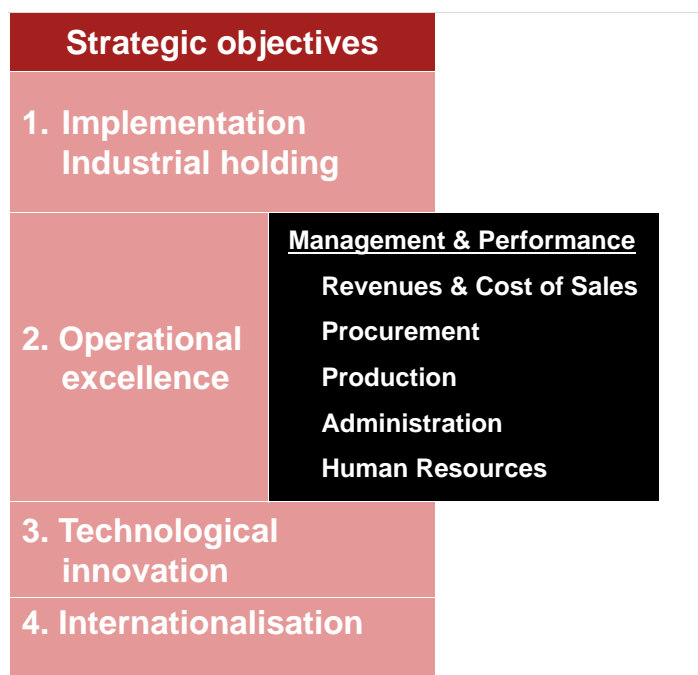 Strategic objectives
1. Implementation
Industrial holding
2. Operational
excellence
Management & Performance
Revenues & Cost of Sales
Procurement
Production
Administration
Human Resources
3. Technological
innovation
4. Internationalisation